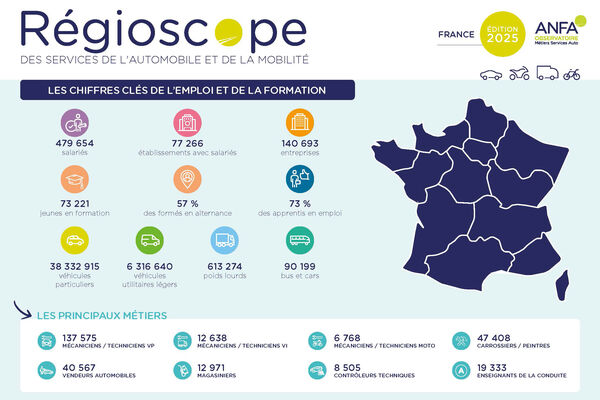 Régioscope
DES SERVICES DE L'AUTOMOBILE ET DE LA MOBILITÉ
FRANCE
ÉDITION
2025
ANFA
OBSERVATOIRE
Métiers Services Auto
LES CHIFFRES CLÉS DE L'EMPLOI ET DE LA FORMATION
479 654
salariés
77 266
établissements avec salariés
140 693
entreprises
73 221
jeunes en formation
57 %
des formés en alternance
73 %
des apprentis en emploi
38 332 915
véhicules
particuliers
6 316 640
véhicules
utilitaires légers
613 274
poids lourds
90 199
bus et cars
LES PRINCIPAUX MÉTIERS
137 575
MÉCANICIENS / TECHNICIENS VP
12 638
MÉCANICIENS / TECHNICIENS VI
6 768
MÉCANICIENS / TECHNICIENS MOTO
47 408
CARROSSIERS / PEINTRES
40 567
VENDEURS AUTOMOBILES
12 971
MAGASINIERS
8 505
CONTRÔLEURS TECHNIQUES
19 333
ENSEIGNANTS DE LA CONDUITE